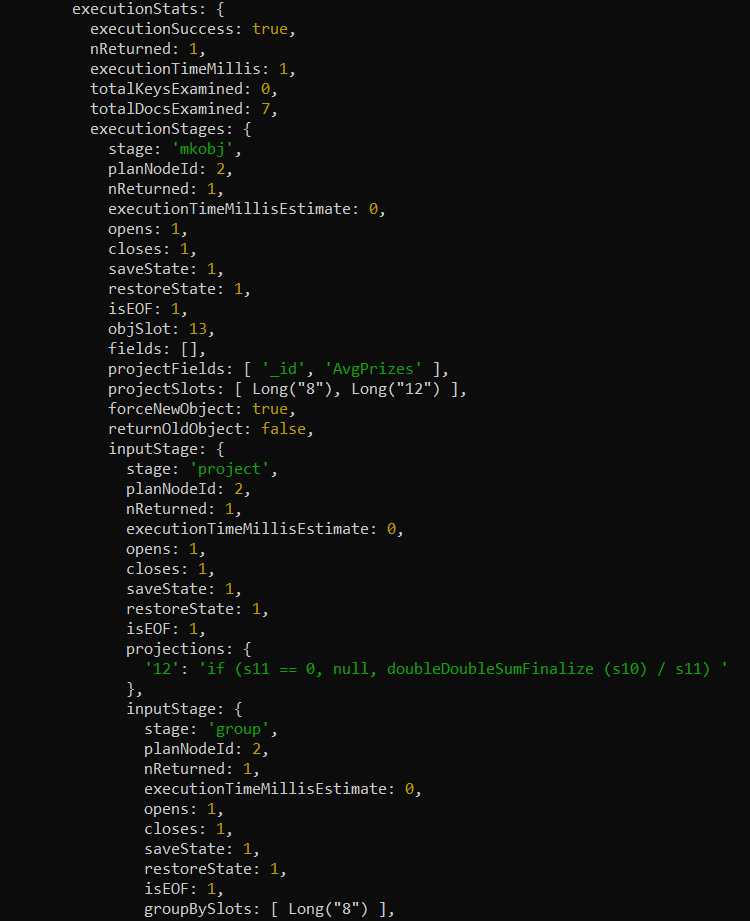 executionStats: {
executionSuccess: true,
nReturned: 1,
executionTimeMillis: 1,
totalKeysExamined: 0,
totalDocsExamined: 7,
executionStages: {
stage: 'mkobj',
planNodeId: 2,
nReturned: 1,
executionTimeMillisEstimate: 0,
opens: 1,
closes: 1,
saveState: 1,
restoreState: 1,
isEOF: 1,
objSlot: 13,
fields: [],
projectFields: [ '_id', 'AvgPrizes' ],
projectSlots: [ Long("8"), Long("12") ],
forceNewObject: true,
returnOldObject: false,
inputStage: {
stage: 'project',
planNodeId: 2,
nReturned: 1,
executionTimeMillisEstimate: 0,
opens: 1,
closes: 1,
saveState: 1,
restoreState: 1,
isEOF: 1,
projections: {
'12': 'if (s11 == 0, null, doubleDoubleSumFinalize (s10) / s11) '
},
inputStage: {
stage: 'group',
planNodeId: 2,
nReturned: 1,
executionTimeMillisEstimate: 0,
opens: 1,
closes: 1,
saveState: 1,
restoreState: 1,
isEOF: 1,
groupBySlots: [ Long("8") ],